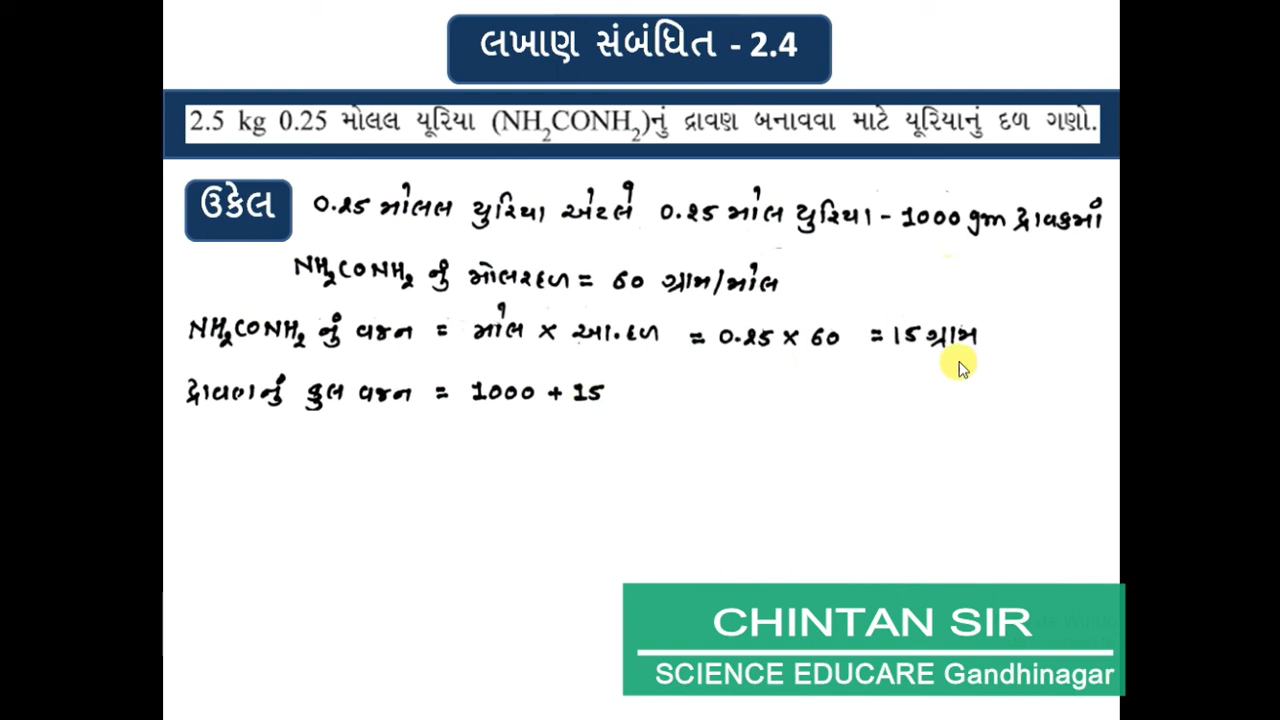 લખાણ સંબંધિત - 2.4
2.5 kg 0.25 મોલલ યૂરિયા (NH₂CONH₂)નું દ્રાવણ બનાવવા માટે યૂરિયાનું દળ ગણો.
ઉકેલ
0.25 મોલલ યુરિયા એટલે 0.25 મોલ યુરિયા - 1000 gm દ્રાવકમાં
NH₂CONH₂ નું મોલરદળ = 60 ગ્રામ/મોલ
NH₂CONH₂ નું વજન = મોલ × આ.દળ = 0.25 × 60 = 15 ગ્રામ
દ્રાવણનું કુલ વજન = 1000 + 15
CHINTAN SIR
SCIENCE EDUCARE Gandhinagar